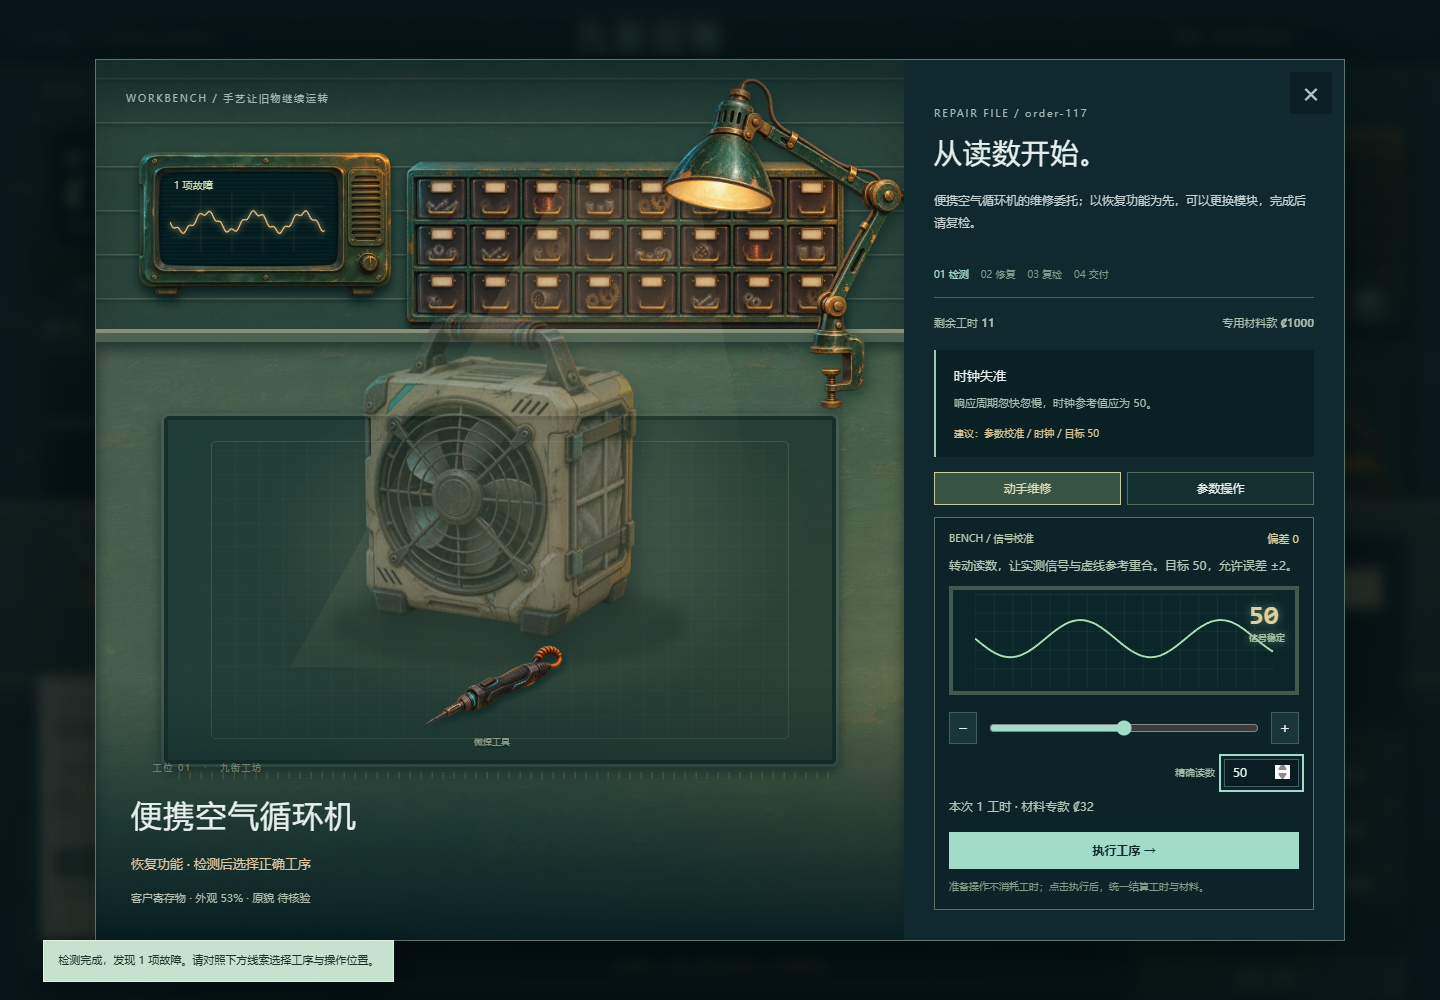 WORKBENCH / 手艺让旧物继续运转
1 项故障
微焊工具
工位 01 · 九衡工坊
便携空气循环机
恢复功能 · 检测后选择正确工序
客户寄存物 · 外观 53% · 原貌 待核验
检测完成，发现 1 项故障。请对照下方线索选择工序与操作位置。
×
REPAIR FILE / order-117
从读数开始。
便携空气循环机的维修委托；以恢复功能为先，可以更换模块，完成后
请复检。
01 检测 02 修复 03 复检 04 交付
剩余工时 11 专用材料款 ₡1000
时钟失准
响应周期忽快忽慢，时钟参考值应为 50。
建议：参数校准 / 时钟 / 目标 50
动手维修 参数操作
BENCH / 信号校准 偏差 0
转动读数，让实测信号与虚线参考重合。目标 50，允许误差 ±2。
50
信号稳定
− +
精确读数 50
本次 1 工时 · 材料专款 ₡32
执行工序 →
准备操作不消耗工时；点击执行后，统一结算工时与材料。